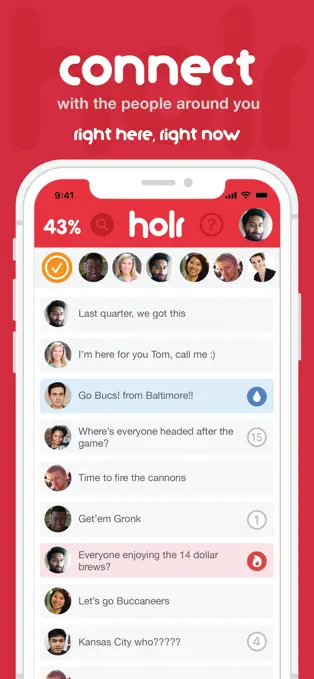 connect
with the people around you
right here, right now
9:41
43%
holr
?
Last quarter, we got this
I'm here for you Tom, call me :)
Go Bucs! from Baltimore!!
Where's everyone headed after the
game?
15
Time to fire the cannons
Get'em Gronk
1
Everyone enjoying the 14 dollar
brews?
Let's go Buccaneers
Kansas City who?????
4